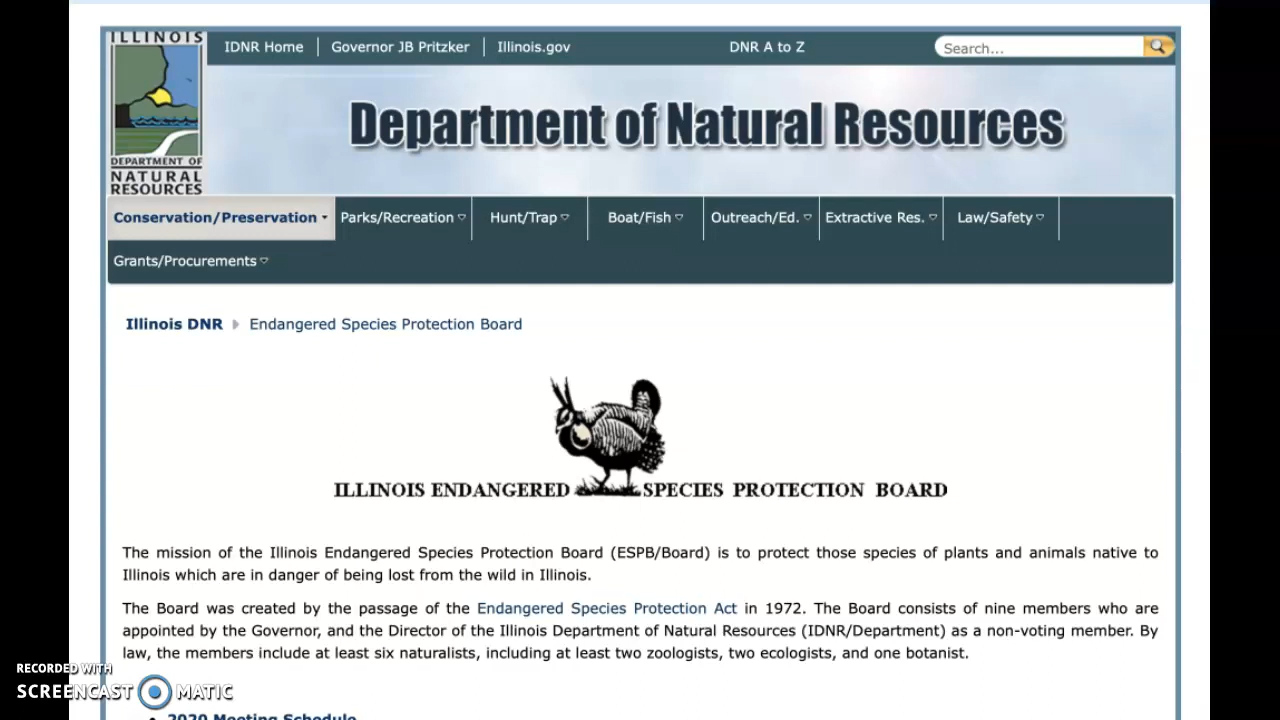 ILLINOIS
DEPARTMENT OF
NATURAL
RESOURCES
IDNR Home
Governor JB Pritzker
Illinois.gov
DNR A to Z
Search...
Department of Natural Resources
Conservation/Preservation
Parks/Recreation
Hunt/Trap
Boat/Fish
Outreach/Ed.
Extractive Res.
Law/Safety
Grants/Procurements
Illinois DNR
Endangered Species Protection Board
ILLINOIS ENDANGERED SPECIES PROTECTION BOARD
The mission of the Illinois Endangered Species Protection Board (ESPB/Board) is to protect those species of plants and animals native to
Illinois which are in danger of being lost from the wild in Illinois.
The Board was created by the passage of the Endangered Species Protection Act in 1972. The Board consists of nine members who are
appointed by the Governor, and the Director of the Illinois Department of Natural Resources (IDNR/Department) as a non-voting member. By
law, the members include at least six naturalists, including at least two zoologists, two ecologists, and one botanist.
RECORDED WITH
SCREENCAST MATIC
2020 Meeting Schedule